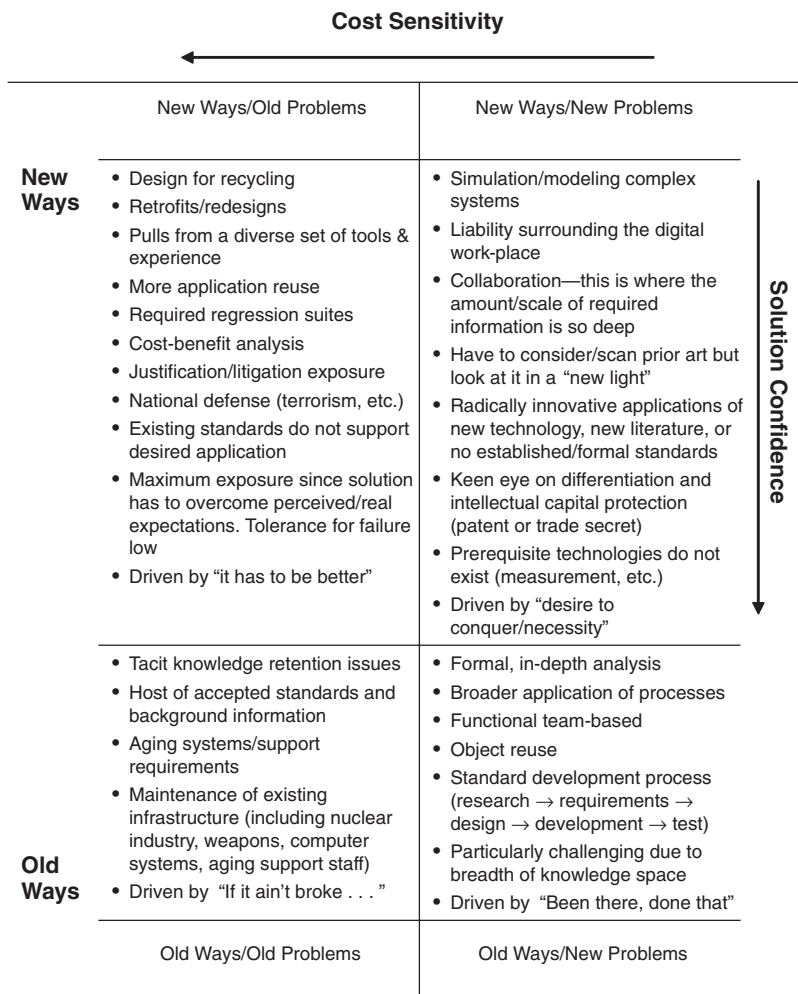 Cost Sensitivity
New Ways/Old Problems
New Ways/New Problems
New
Ways
• Design for recycling
• Retrofits/redesigns
• Pulls from a diverse set of tools &
experience
• More application reuse
• Required regression suites
• Cost-benefit analysis
• Justification/litigation exposure
• National defense (terrorism, etc.)
• Existing standards do not support
desired application
• Maximum exposure since solution
has to overcome perceived/real
expectations. Tolerance for failure
low
• Driven by “it has to be better”
• Simulation/modeling complex
systems
• Liability surrounding the digital
work-place
• Collaboration—this is where the
amount/scale of required
information is so deep
• Have to consider/scan prior art but
look at it in a “new light”
• Radically innovative applications of
new technology, new literature, or
no established/formal standards
• Keen eye on differentiation and
intellectual capital protection
(patent or trade secret)
• Prerequisite technologies do not
exist (measurement, etc.)
• Driven by “desire to
conquer/necessity”
Solution Confidence
Old
Ways
• Tacit knowledge retention issues
• Host of accepted standards and
background information
• Aging systems/support
requirements
• Maintenance of existing
infrastructure (including nuclear
industry, weapons, computer
systems, aging support staff)
• Driven by “If it ain’t broke . . . ”
• Formal, in-depth analysis
• Broader application of processes
• Functional team-based
• Object reuse
• Standard development process
(research → requirements →
design → development → test)
• Particularly challenging due to
breadth of knowledge space
• Driven by “Been there, done that”
Old Ways/Old Problems
Old Ways/New Problems